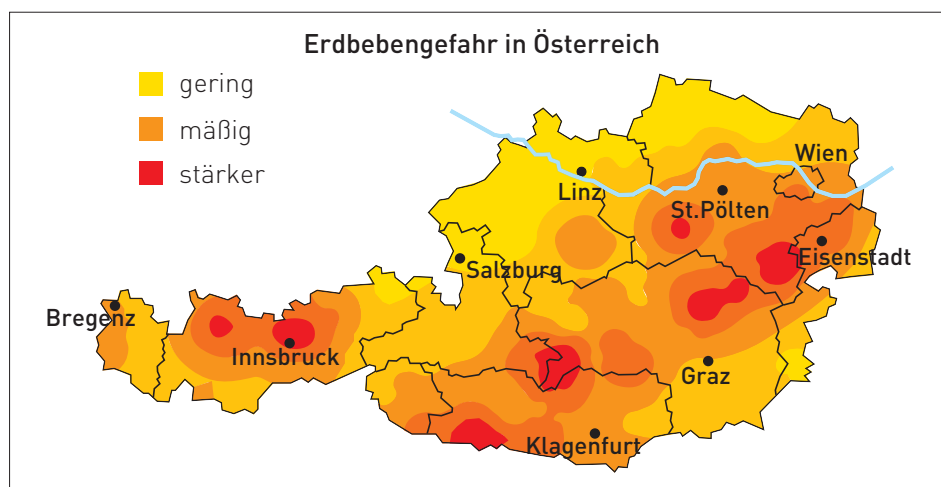 Erdbebengefahr in Österreich
gering
mäßig
stärker
Wien
Linz
St.Pölten
Eisenstadt
Salzburg
Bregenz
Innsbruck
Graz
Klagenfurt